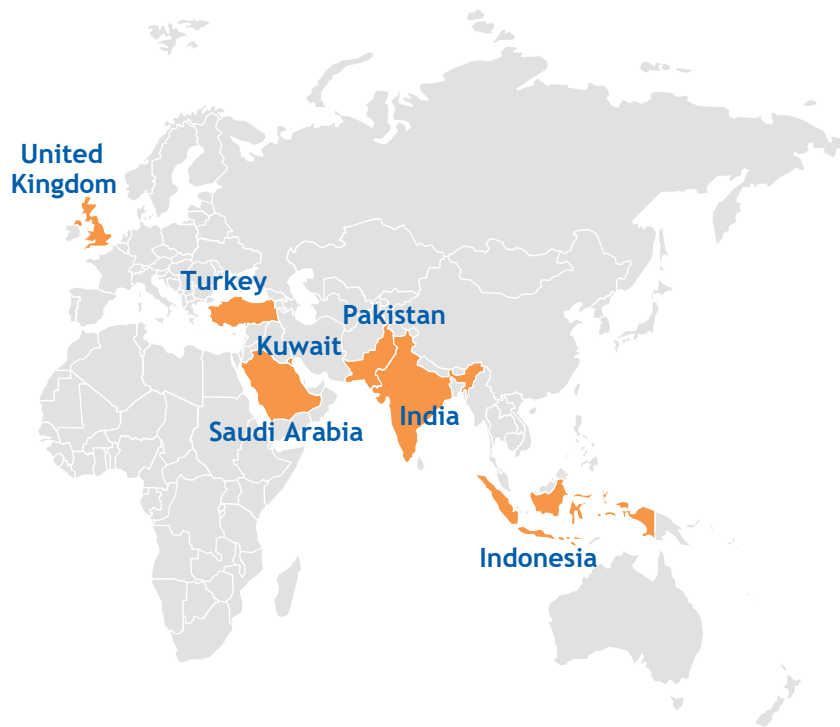 United
Kingdom
Turkey
Pakistan
Kuwait
India
Saudi Arabia
Indonesia